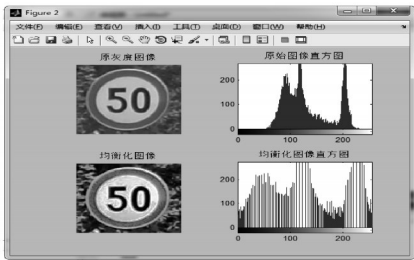 Figure 2
文件(F) 编辑(E) 查看(V) 插入(I) 工具(T) 桌面(D) 窗口(W) 帮助(H)
原灰度图像
50
原始图像直方图
200
100
0
0 100 200
均衡化图像
50
均衡化图像直方图
200
100
0
0 100 200